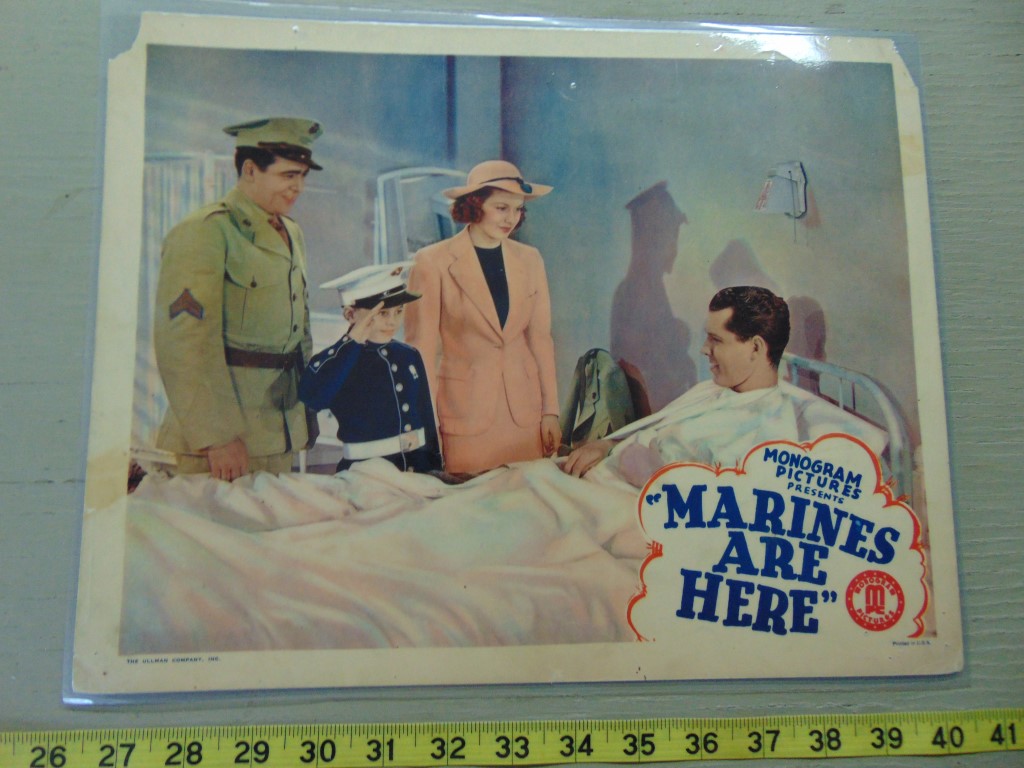 MONOGRAM
PICTURES
PRESENTS
"MARINES
ARE
HERE"
MONOGRAM
PICTURES
THE ULLMAN COMPANY, INC.
Printed in U.S.A.
26 27 28 29 30 31 32 33 34 35 36 37 38 39 40 41